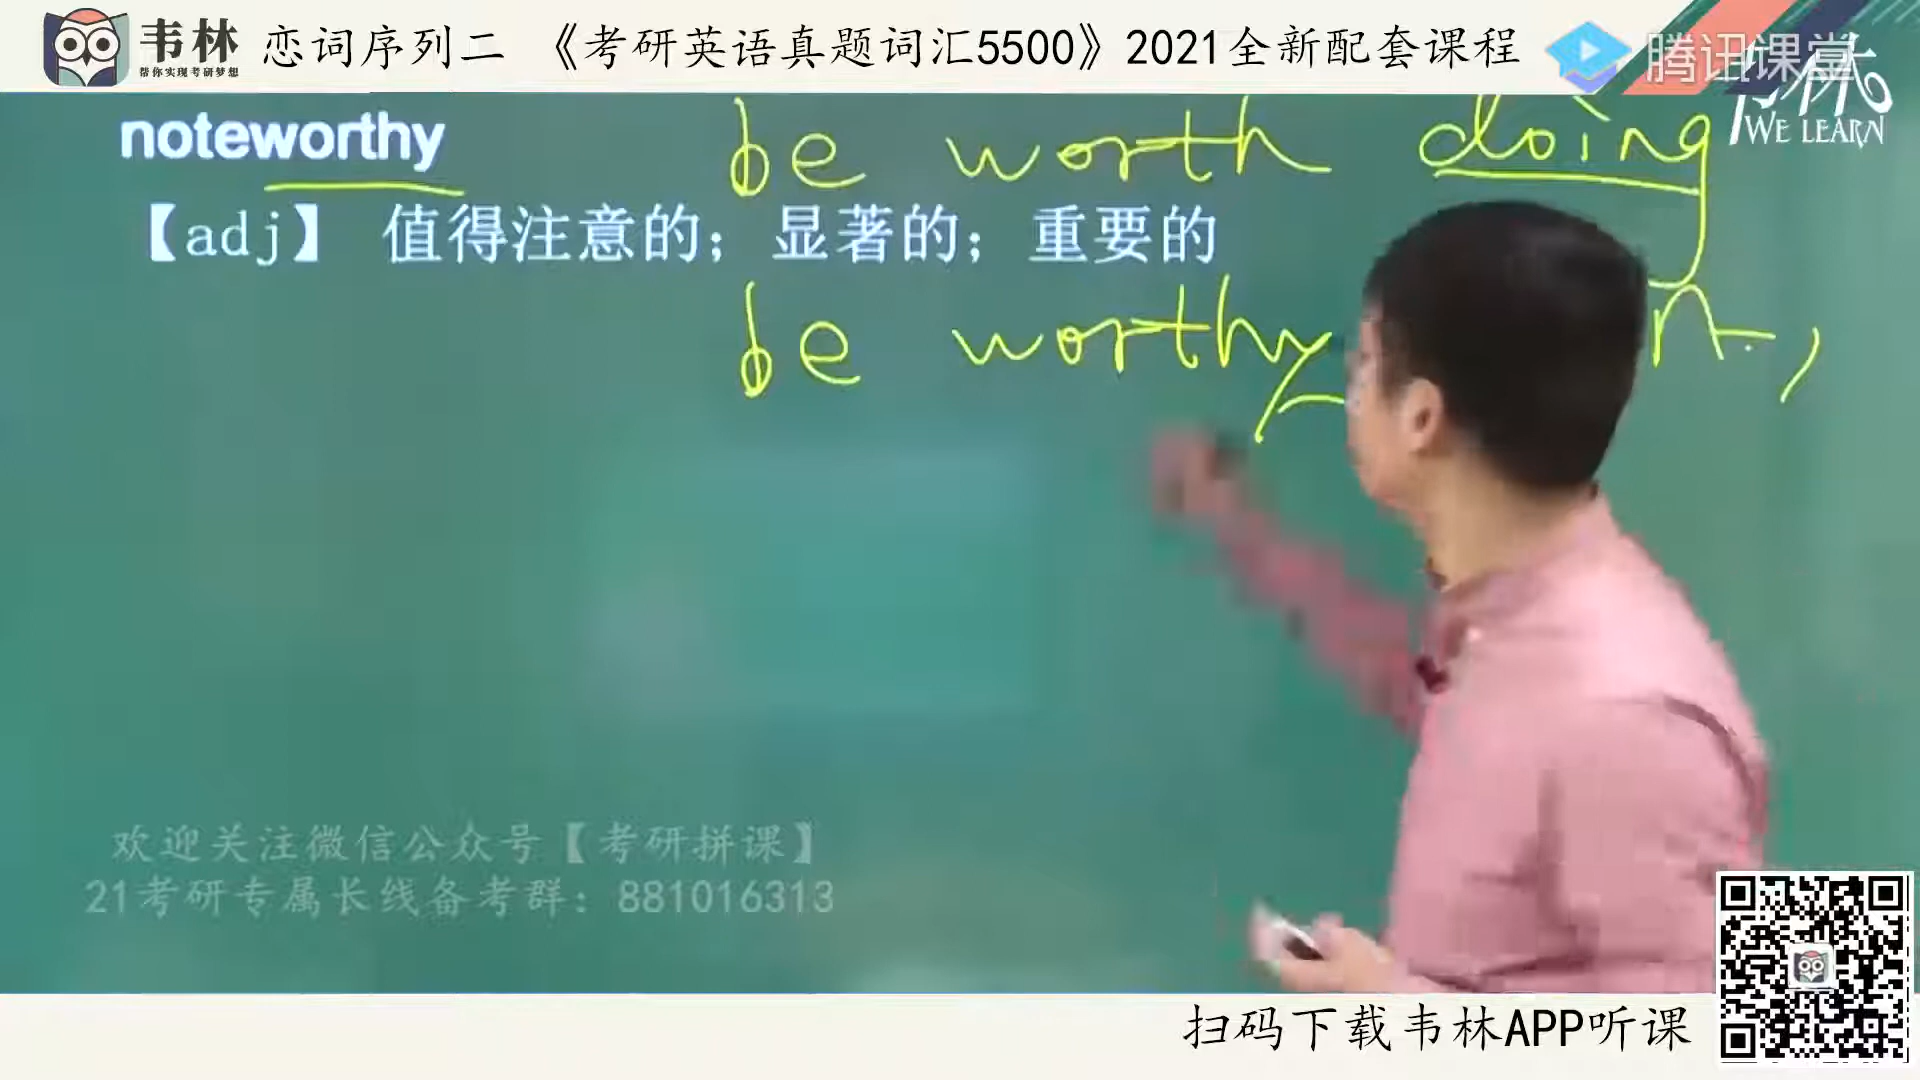 韦林 恋词序列二 《考研英语真题词汇5500》2021全新配套课程
帮你实现考研梦想
腾讯课堂
韦林
WE LEARN
noteworthy
be worth doing
【adj】 值得注意的；显著的；重要的
be worthy n.,
欢迎关注微信公众号【考研拼课】
21考研专属长线备考群：881016313
扫码下载韦林APP听课